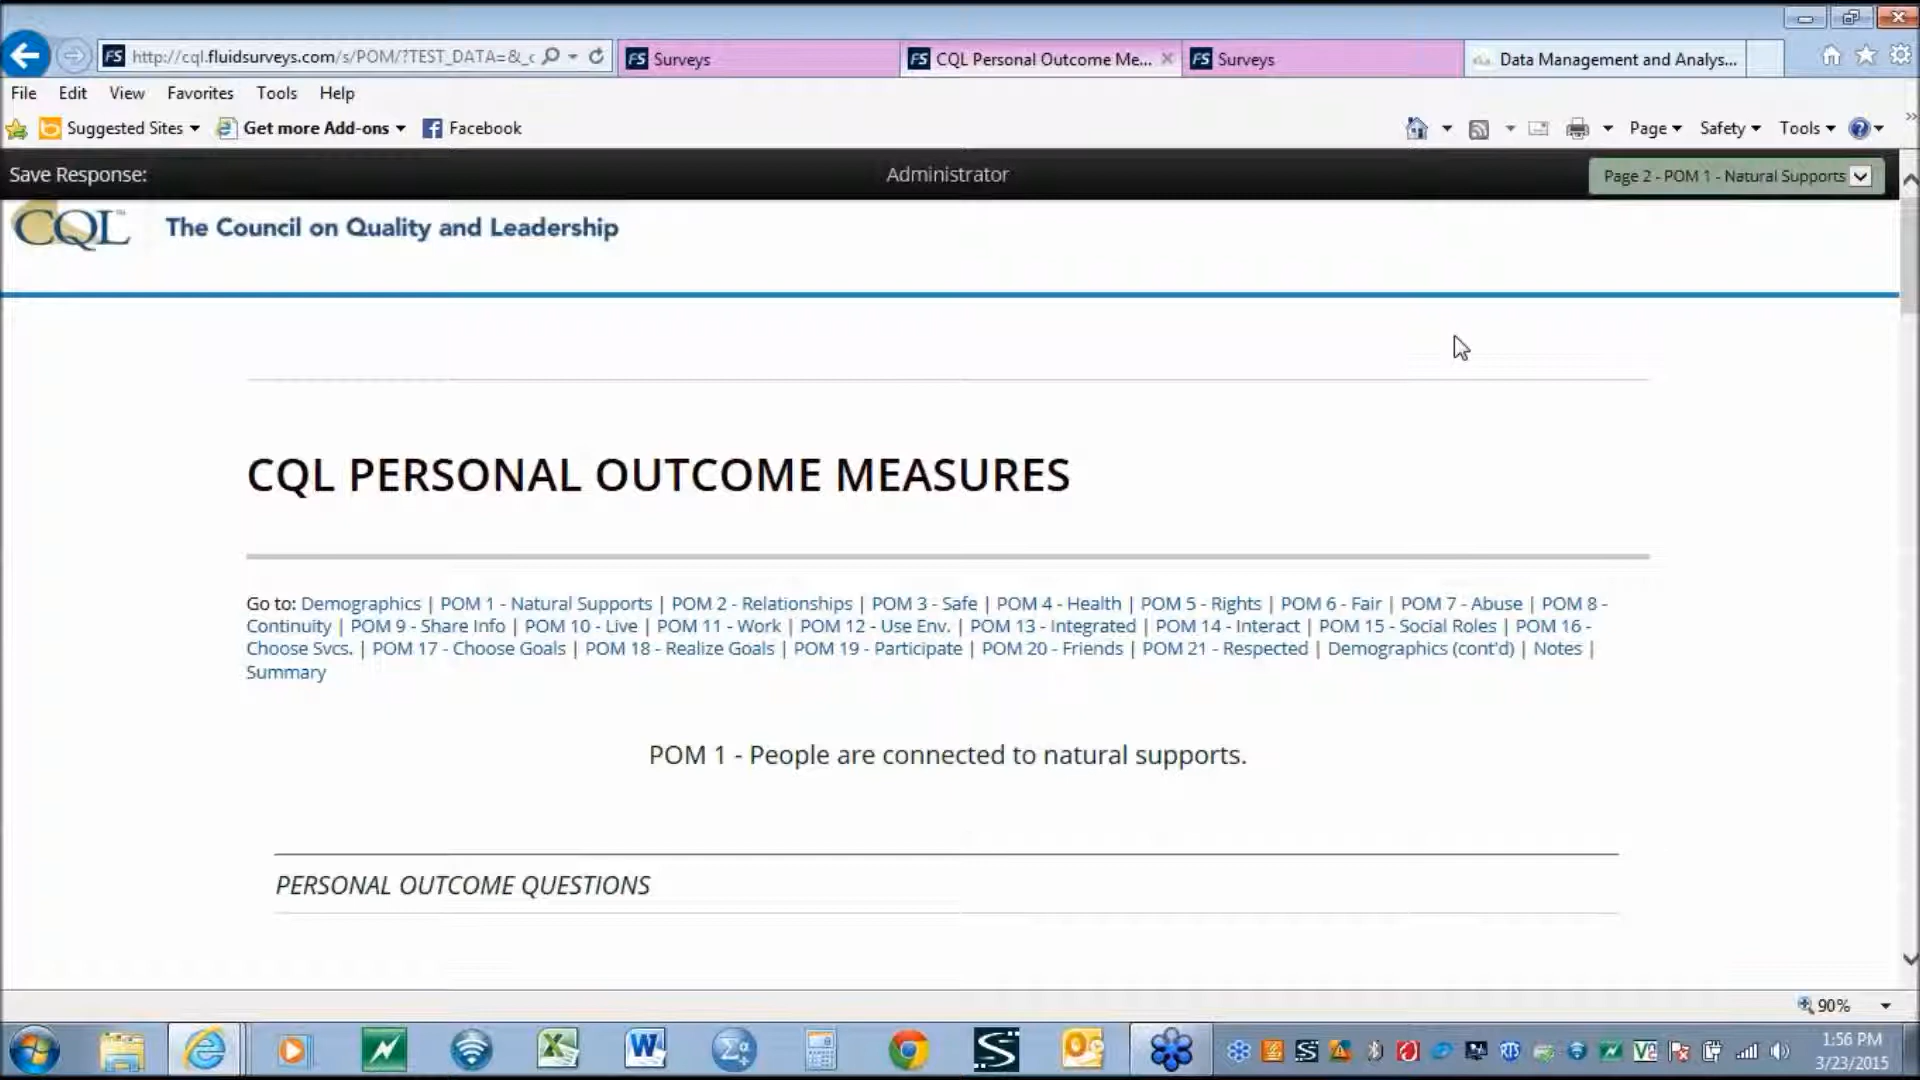 FS http://cql.fluidsurveys.com/s/POM/?TEST_DATA=&_c
FS Surveys
FS CQL Personal Outcome Me...
FS Surveys
Data Management and Analys...
File Edit View Favorites Tools Help
Suggested Sites Get more Add-ons Facebook
Page Safety Tools
Save Response: Administrator Page 2 - POM 1 - Natural Supports
CQL The Council on Quality and Leadership
CQL PERSONAL OUTCOME MEASURES
Go to: Demographics | POM 1 - Natural Supports | POM 2 - Relationships | POM 3 - Safe | POM 4 - Health | POM 5 - Rights | POM 6 - Fair | POM 7 - Abuse | POM 8 -
Continuity | POM 9 - Share Info | POM 10 - Live | POM 11 - Work | POM 12 - Use Env. | POM 13 - Integrated | POM 14 - Interact | POM 15 - Social Roles | POM 16 -
Choose Svcs. | POM 17 - Choose Goals | POM 18 - Realize Goals | POM 19 - Participate | POM 20 - Friends | POM 21 - Respected | Demographics (cont'd) | Notes |
Summary
POM 1 - People are connected to natural supports.
PERSONAL OUTCOME QUESTIONS
90%
1:56 PM
3/23/2015